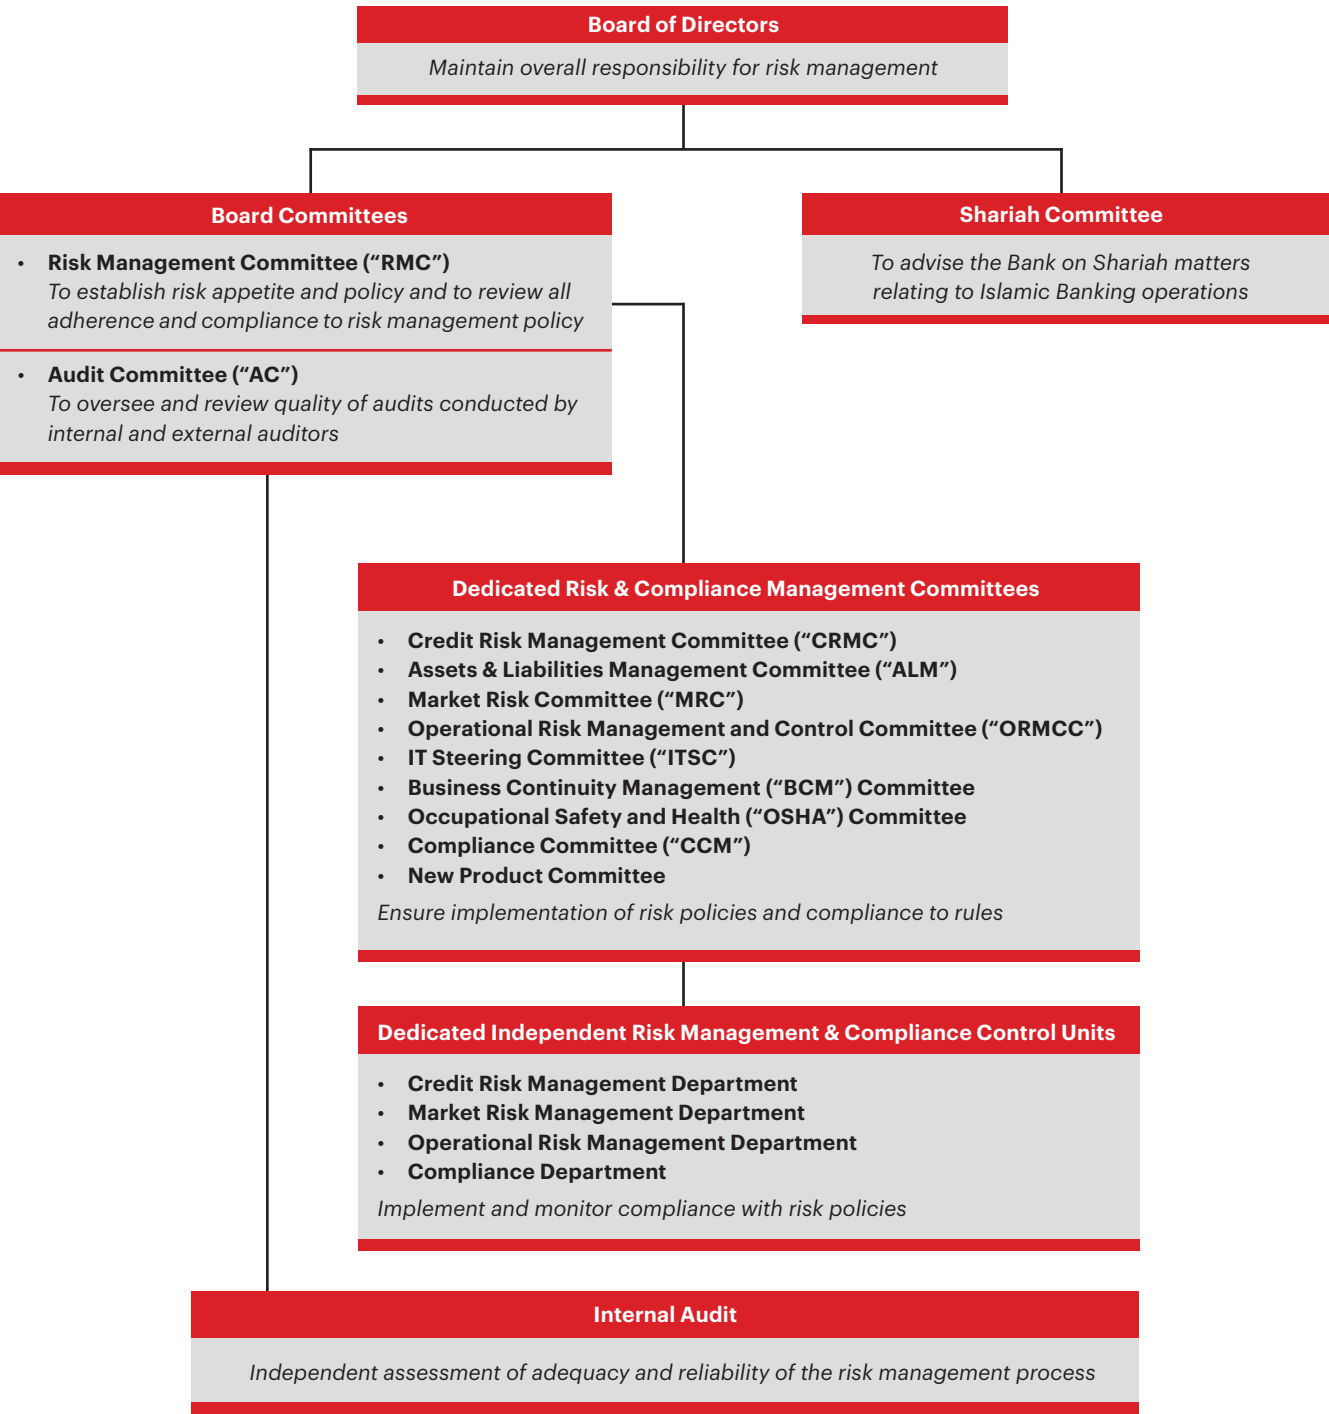 Board of Directors
Maintain overall responsibility for risk management
Board Committees
• Risk Management Committee (“RMC”)
To establish risk appetite and policy and to review all
adherence and compliance to risk management policy
• Audit Committee (“AC”)
To oversee and review quality of audits conducted by
internal and external auditors
Shariah Committee
To advise the Bank on Shariah matters
relating to Islamic Banking operations
Dedicated Risk & Compliance Management Committees
• Credit Risk Management Committee (“CRMC”)
• Assets & Liabilities Management Committee (“ALM”)
• Market Risk Committee (“MRC”)
• Operational Risk Management and Control Committee (“ORMCC”)
• IT Steering Committee (“ITSC”)
• Business Continuity Management (“BCM”) Committee
• Occupational Safety and Health (“OSHA”) Committee
• Compliance Committee (“CCM”)
• New Product Committee
Ensure implementation of risk policies and compliance to rules
Dedicated Independent Risk Management & Compliance Control Units
• Credit Risk Management Department
• Market Risk Management Department
• Operational Risk Management Department
• Compliance Department
Implement and monitor compliance with risk policies
Internal Audit
Independent assessment of adequacy and reliability of the risk management process